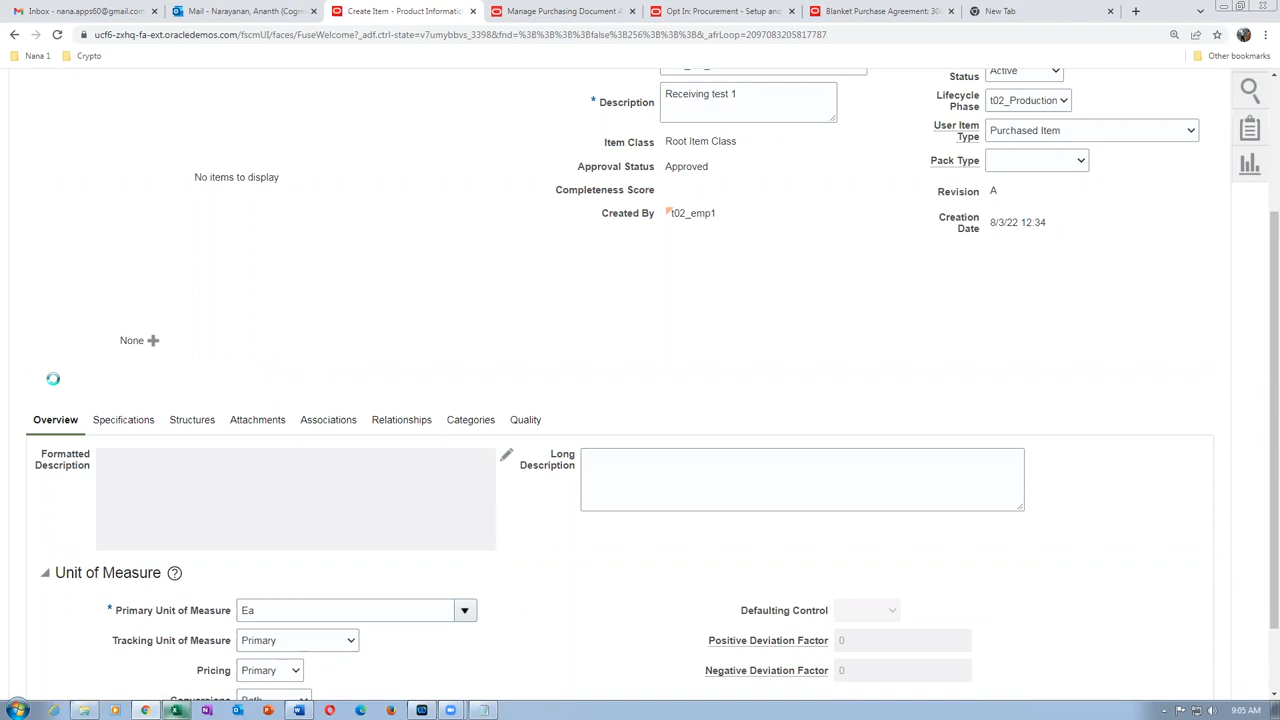 Inbox - nana.apps60@gmail.com
Mail - Narayanan, Ananth (Cogn
Create Item - Product Informatio
Manage Purchasing Document A
Opt In: Procurement - Setup and
Blanket Purchase Agreement: 30
New Tab
ucf6-zxhq-fa-ext.oracledemos.com/fscmUI/faces/FuseWelcome?_adf.ctrl-state=v7umybbvs_3398&fnd=%3B%3B%3B%3Bfalse%3B256%3B%3B%3B&_afrLoop=2097083205817787
Nana 1
Crypto
Other bookmarks
Status
Active
* Description
Receiving test 1
Lifecycle Phase
t02_Production
User Item Type
Purchased Item
Item Class
Root Item Class
Pack Type
Approval Status
Approved
No items to display
Completeness Score
Revision
A
Created By
t02_emp1
Creation Date
8/3/22 12:34
None
Overview
Specifications
Structures
Attachments
Associations
Relationships
Categories
Quality
Formatted Description
Long Description
Unit of Measure
* Primary Unit of Measure
Ea
Defaulting Control
Tracking Unit of Measure
Primary
Positive Deviation Factor
0
Pricing
Primary
Negative Deviation Factor
0
Conversions
Both
9:05 AM